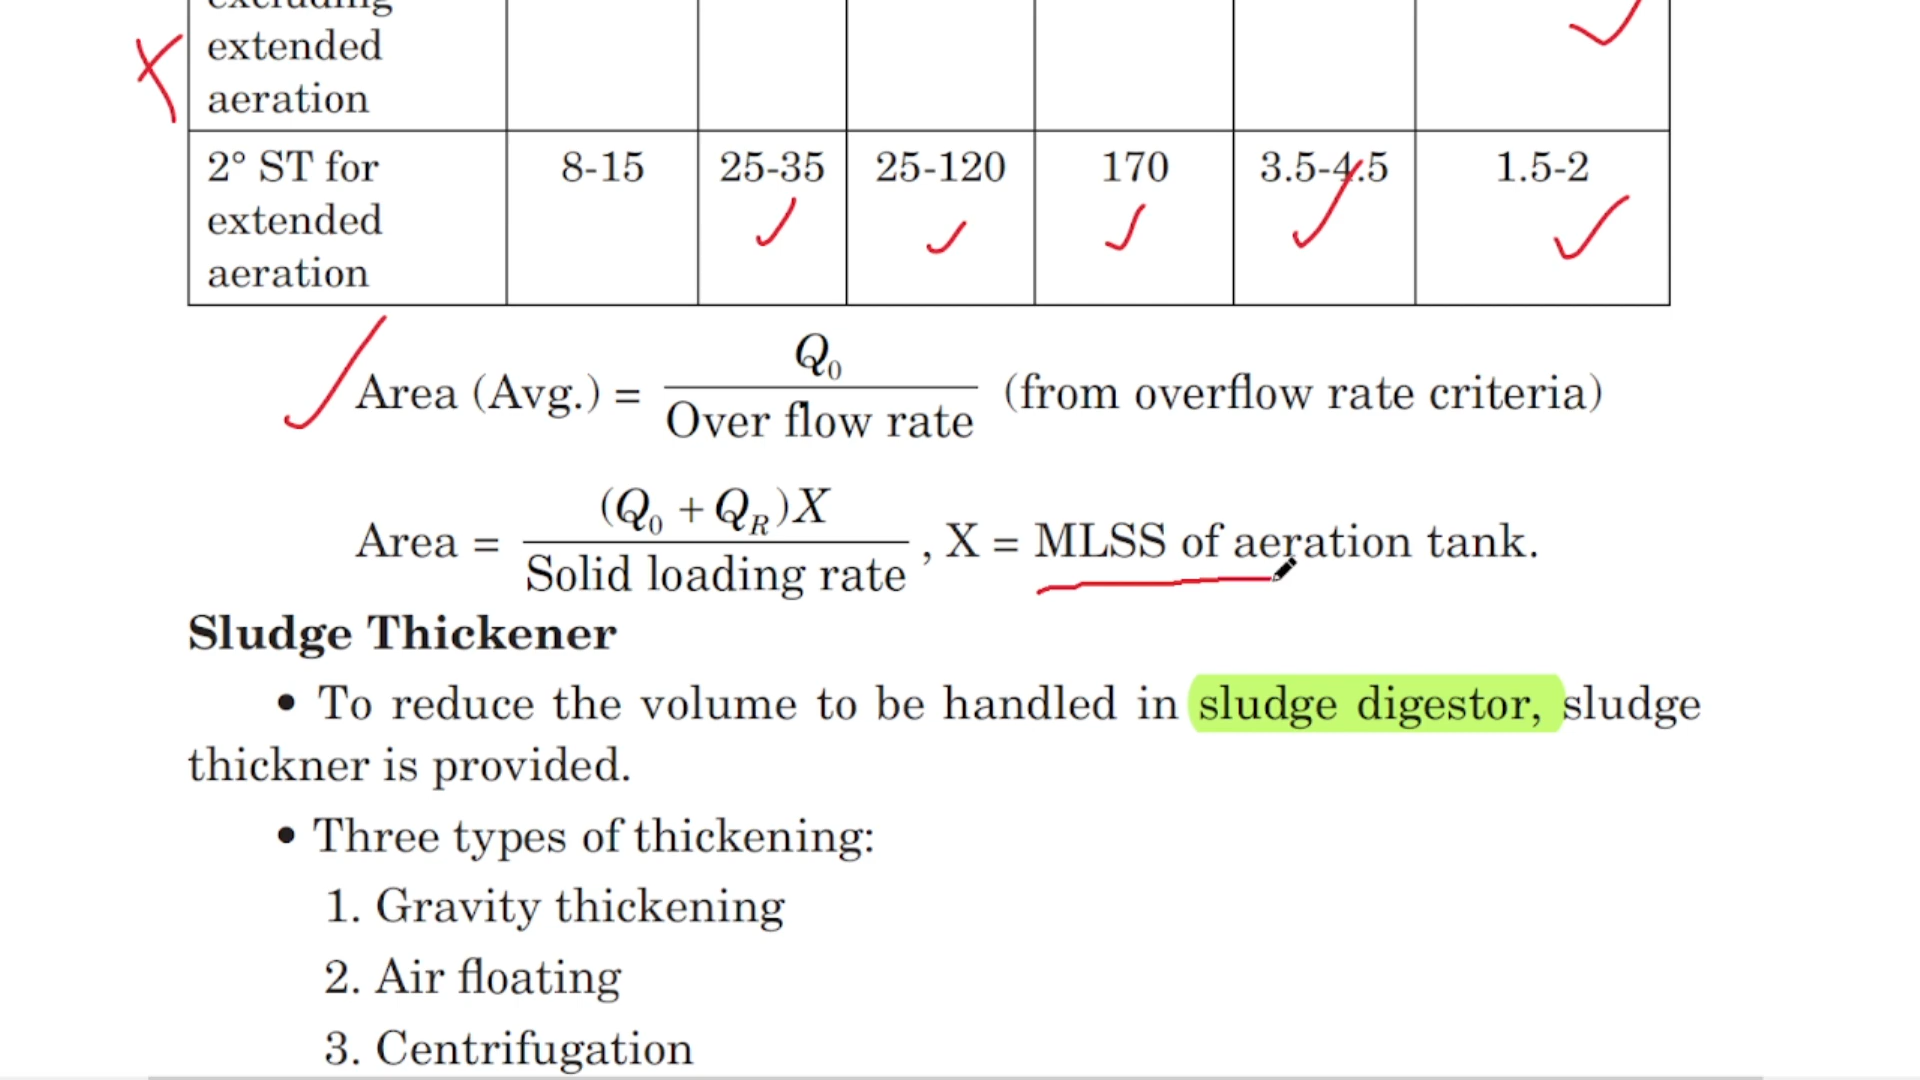 excluding
extended
aeration
2° ST for extended aeration 8-15 25-35 25-120 170 3.5-4.5 1.5-2
Area (Avg.) = Q₀ / Over flow rate (from overflow rate criteria)
Area = (Q₀ + Q_R)X / Solid loading rate , X = MLSS of aeration tank.
Sludge Thickener
• To reduce the volume to be handled in sludge digestor, sludge
thickner is provided.
• Three types of thickening:
1. Gravity thickening
2. Air floating
3. Centrifugation